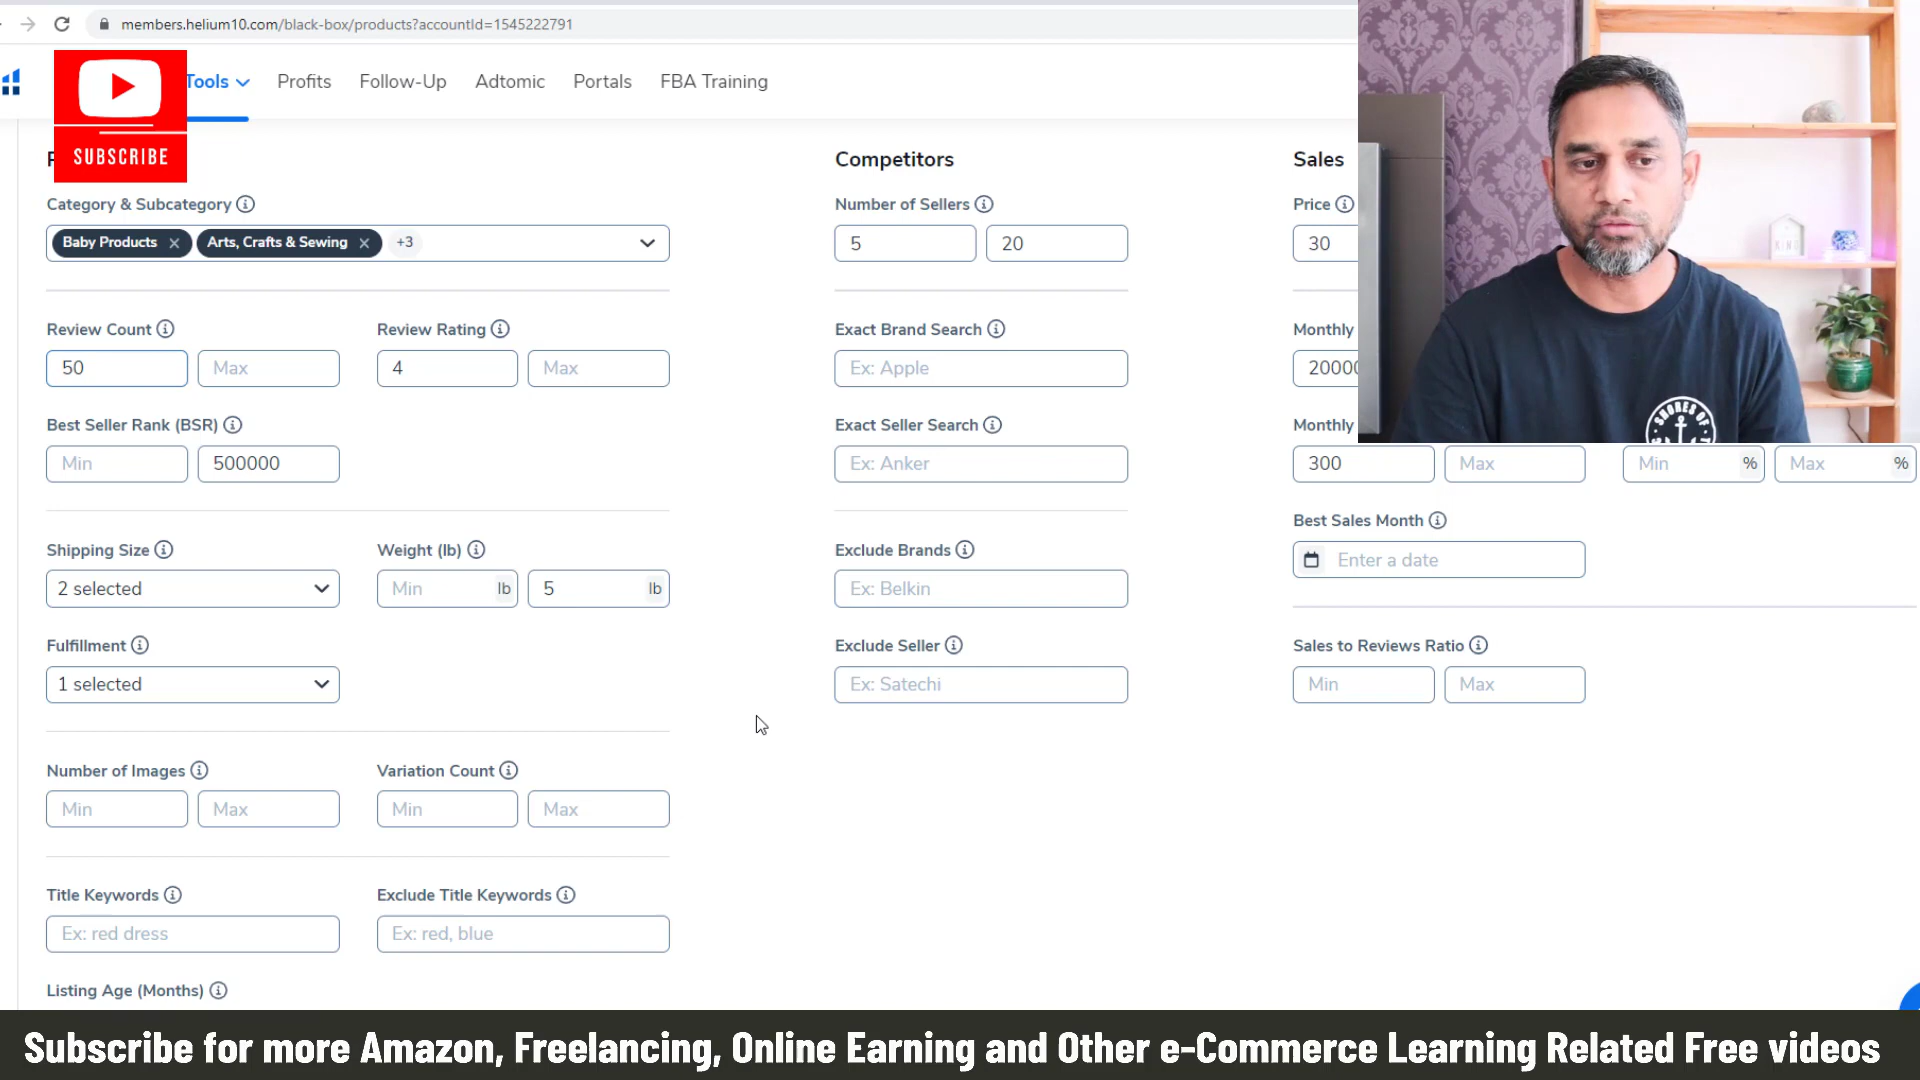 members.helium10.com/black-box/products?accountId=1545222791
Tools Profits Follow-Up Adtomic Portals FBA Training
SUBSCRIBE
Competitors
Sales
Category & Subcategory
Number of Sellers
Price
Baby Products Arts, Crafts & Sewing +3
5 20
30
Review Count Review Rating
Exact Brand Search
Monthly
50 Max 4 Max
Ex: Apple
Best Seller Rank (BSR)
Exact Seller Search
Monthly
Min 500000
Ex: Anker
300 Max Min % Max %
Best Sales Month
Enter a date
Shipping Size Weight (lb)
Exclude Brands
2 selected Min lb 5 lb
Ex: Belkin
Fulfillment
Exclude Seller
Sales to Reviews Ratio
1 selected
Ex: Satechi
Min Max
Number of Images Variation Count
Min Max Min Max
Title Keywords Exclude Title Keywords
Ex: red dress Ex: red, blue
Listing Age (Months)
KIND
SHORES OF
Subscribe for more Amazon, Freelancing, Online Earning and Other e-Commerce Learning Related Free videos